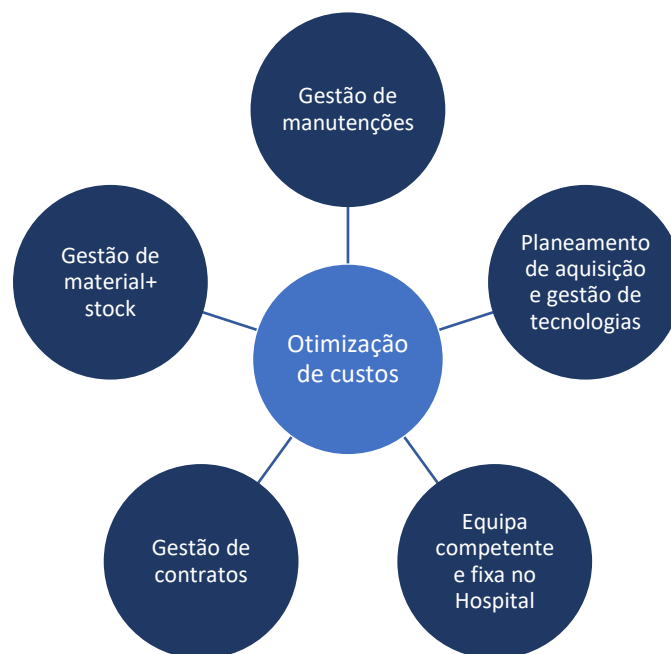 Gestão de
manutenções
Planeamento
de aquisição
e gestão de
tecnologias
Gestão de
material+
stock
Otimização
de custos
Equipa
competente
e fixa no
Hospital
Gestão de
contratos